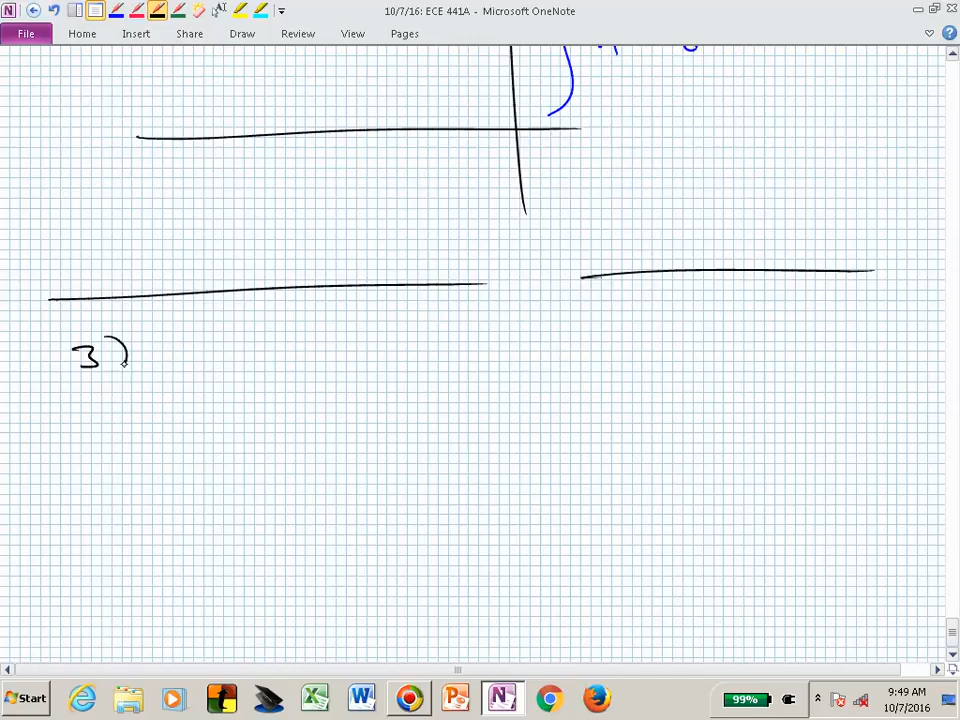 10/7/16: ECE 441A - Microsoft OneNote
File Home Insert Share Draw Review View Pages
3)
Start 99% 9:49 AM
10/7/2016